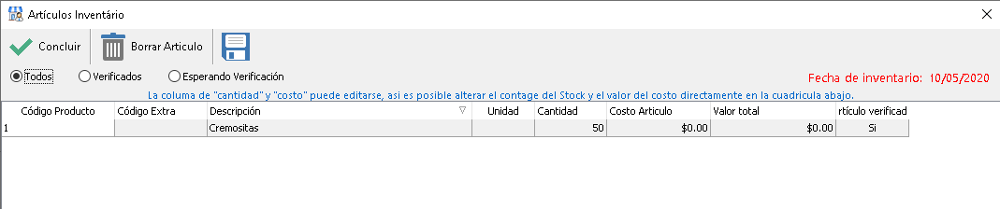 Artículos Inventário
Concluir Borrar Articulo
Todos Verificados Esperando Verificación
Fecha de inventario: 10/05/2020
La columa de "cantidad" y "costo" puede editarse, asi es posible alterar el contage del Stock y el valor del costo directamente en la cuadricula abajo.
Código Producto Código Extra Descripción Unidad Cantidad Costo Articulo Valor total rtículo verificad
1 Cremositas 50 $0.00 $0.00 Si